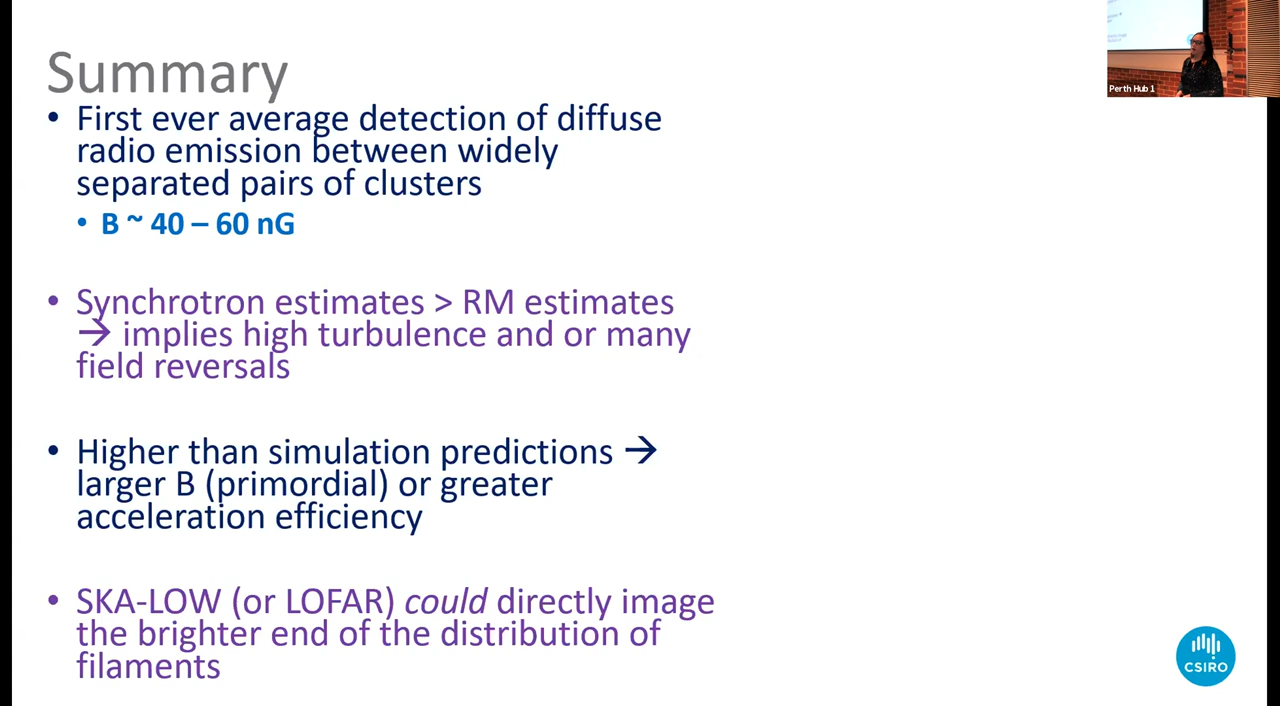 Summary
• First ever average detection of diffuse
radio emission between widely
separated pairs of clusters
• B ~ 40 – 60 nG
• Synchrotron estimates > RM estimates
→ implies high turbulence and or many
field reversals
• Higher than simulation predictions →
larger B (primordial) or greater
acceleration efficiency
• SKA-LOW (or LOFAR) could directly image
the brighter end of the distribution of
filaments
Perth Hub 1
CSIRO